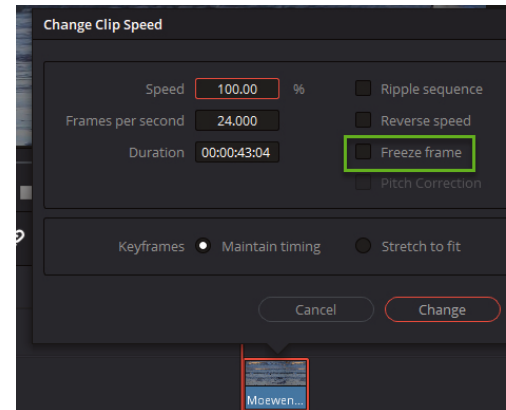 Change Clip Speed
Speed 100.00 % Ripple sequence
Frames per second 24.000 Reverse speed
Duration 00:00:43:04 Freeze frame
Pitch Correction
Keyframes Maintain timing Stretch to fit
Cancel Change
Moewen...